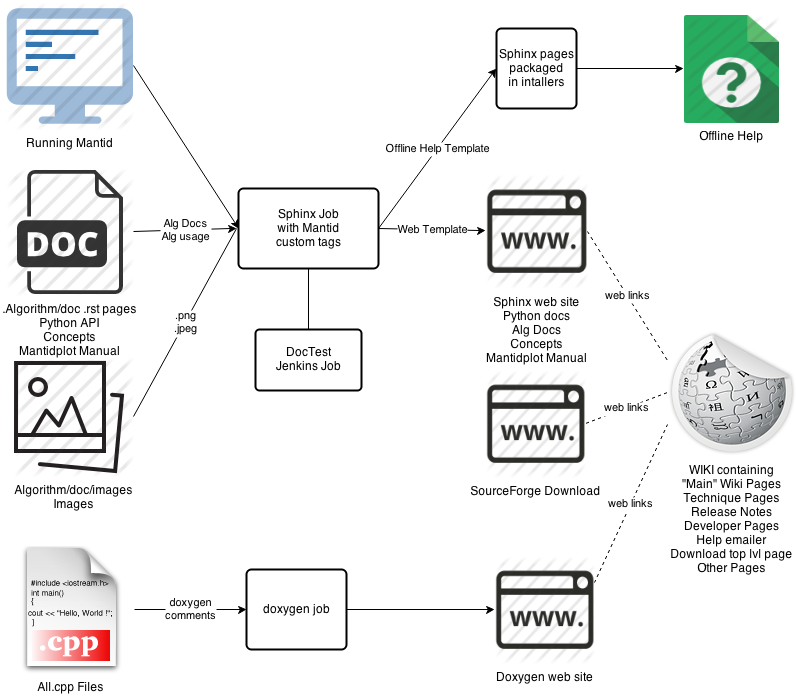 Running Mantid
DOC
.Algorithm/doc .rst pages
Python API
Concepts
Mantidplot Manual
Algorithm/doc/images
Images
#include <iostream.h>
int main()
{
cout << "Hello, World !";
}
.cpp
All.cpp Files
Alg Docs
Alg usage
.png
.jpeg
doxygen
comments
Sphinx Job
with Mantid
custom tags
DocTest
Jenkins Job
doxygen job
Offline Help Template
Web Template
Sphinx pages
packaged
in intallers
?
Offline Help
www.
Sphinx web site
Python docs
Alg Docs
Concepts
Mantidplot Manual
www.
SourceForge Download
www.
Doxygen web site
web links
web links
web links
Ω
И
祖
WIKI containing
"Main" Wiki Pages
Technique Pages
Release Notes
Developer Pages
Help emailer
Download top lvl page
Other Pages